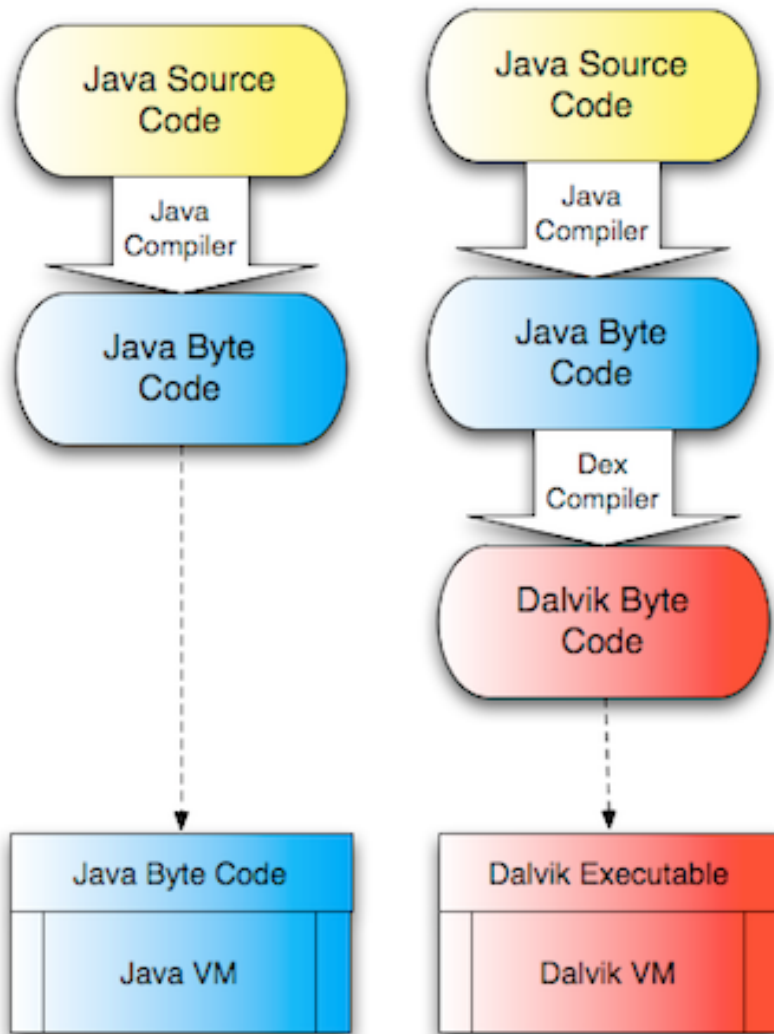 Java Source
Code
Java
Compiler
Java Byte
Code
Java Byte Code
Java VM
Java Source
Code
Java
Compiler
Java Byte
Code
Dex
Compiler
Dalvik Byte
Code
Dalvik Executable
Dalvik VM